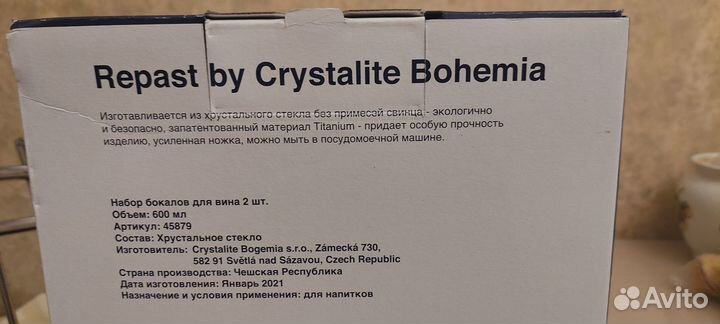 Repast by Crystalite Bohemia
Изготавливается из хрустального стекла без примесей свинца - экологично
и безопасно, запатентованный материал Titanium - придает особую прочность
изделию, усиленная ножка, можно мыть в посудомоечной машине.
Набор бокалов для вина 2 шт.
Объем: 600 мл
Артикул: 45879
Состав: Хрустальное стекло
Изготовитель: Crystalite Bogemia s.r.o., Zámecká 730,
582 91 Světlá nad Sázavou, Czech Republic
Страна производства: Чешская Республика
Дата изготовления: Январь 2021
Назначение и условия применения: для напитков
Avito